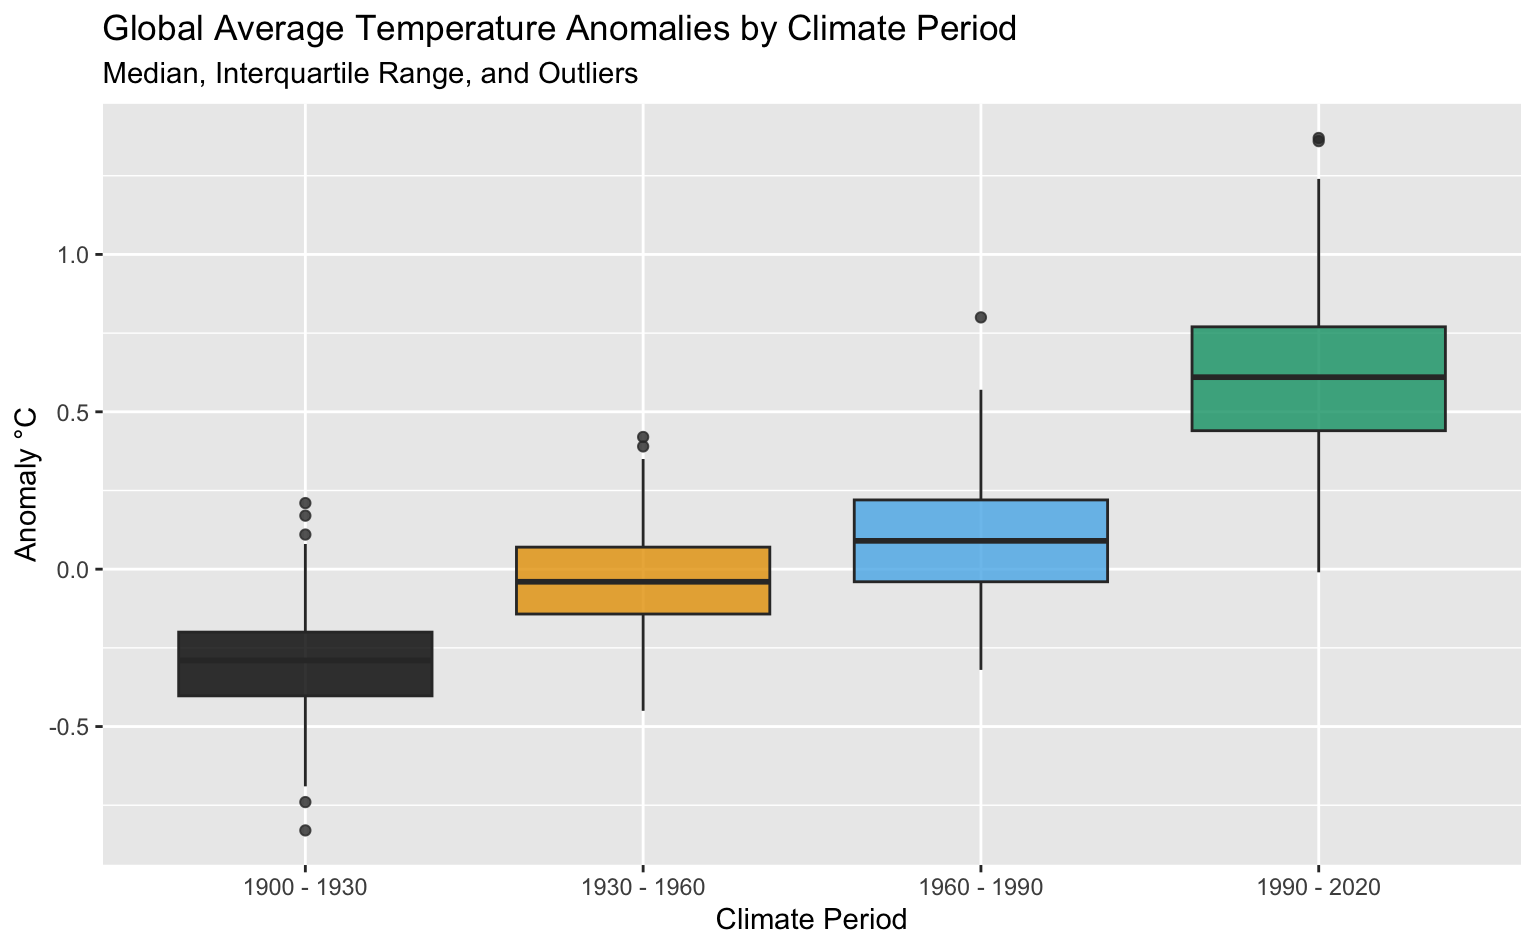 Global Average Temperature Anomalies by Climate Period
Median, Interquartile Range, and Outliers
Anomaly °C
1.0
0.5
0.0
-0.5
1900 - 1930
1930 - 1960
1960 - 1990
1990 - 2020
Climate Period